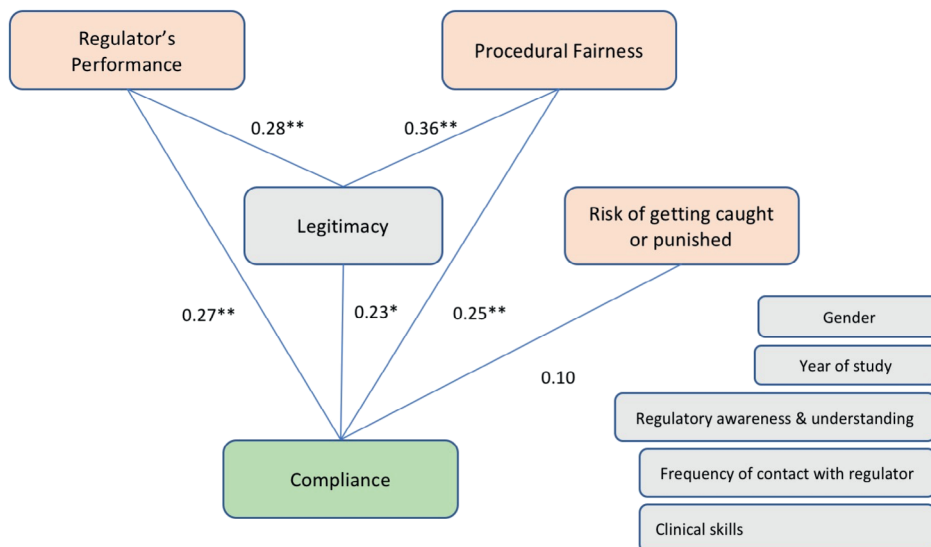 Regulator’s
Performance
Procedural Fairness
0.28**
0.36**
Legitimacy
Risk of getting caught
or punished
0.27**
0.23*
0.25**
0.10
Gender
Year of study
Regulatory awareness & understanding
Compliance
Frequency of contact with regulator
Clinical skills